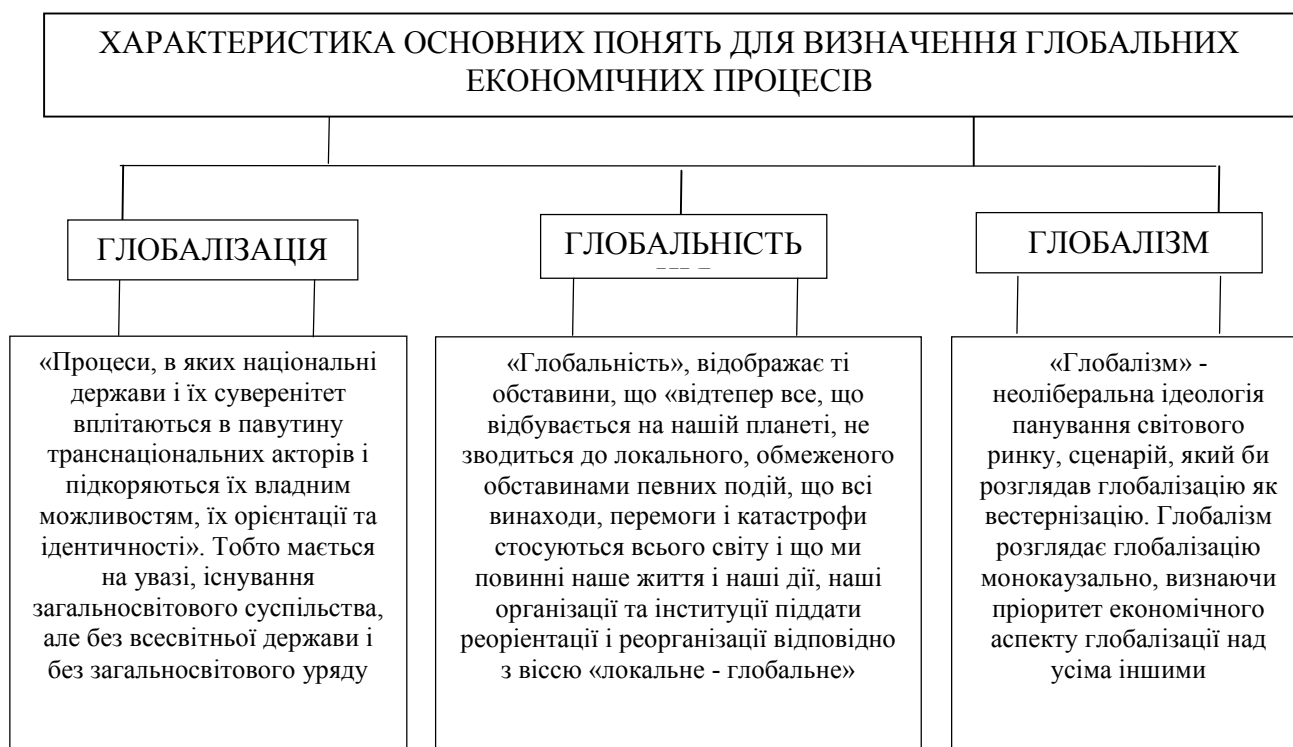 ХАРАКТЕРИСТИКА ОСНОВНИХ ПОНЯТЬ ДЛЯ ВИЗНАЧЕННЯ ГЛОБАЛЬНИХ
ЕКОНОМІЧНИХ ПРОЦЕСІВ
ГЛОБАЛІЗАЦІЯ
«Процеси, в яких національні
держави і їх суверенітет
вплітаються в павутину
транснаціональних акторів і
підкоряються їх владним
можливостям, їх орієнтації та
ідентичності». Тобто мається
на увазі, існування
загальносвітового суспільства,
але без всесвітньої держави і
без загальносвітового уряду
ГЛОБАЛЬНІСТЬ
«Глобальність», відображає ті
обставини, що «відтепер все, що
відбувається на нашій планеті, не
зводиться до локального, обмеженого
обставинами певних подій, що всі
винаходи, перемоги і катастрофи
стосуються всього світу і що ми
повинні наше життя і наші дії, наші
організації та інституції піддати
реорієнтації і реорганізації відповідно
з віссю «локальне - глобальне»
ГЛОБАЛІЗМ
«Глобалізм» -
неоліберальна ідеологія
панування світового
ринку, сценарій, який би
розглядав глобалізацію як
вестернізацію. Глобалізм
розглядає глобалізацію
монокаузально, визнаючи
пріоритет економічного
аспекту глобалізації над
усіма іншими